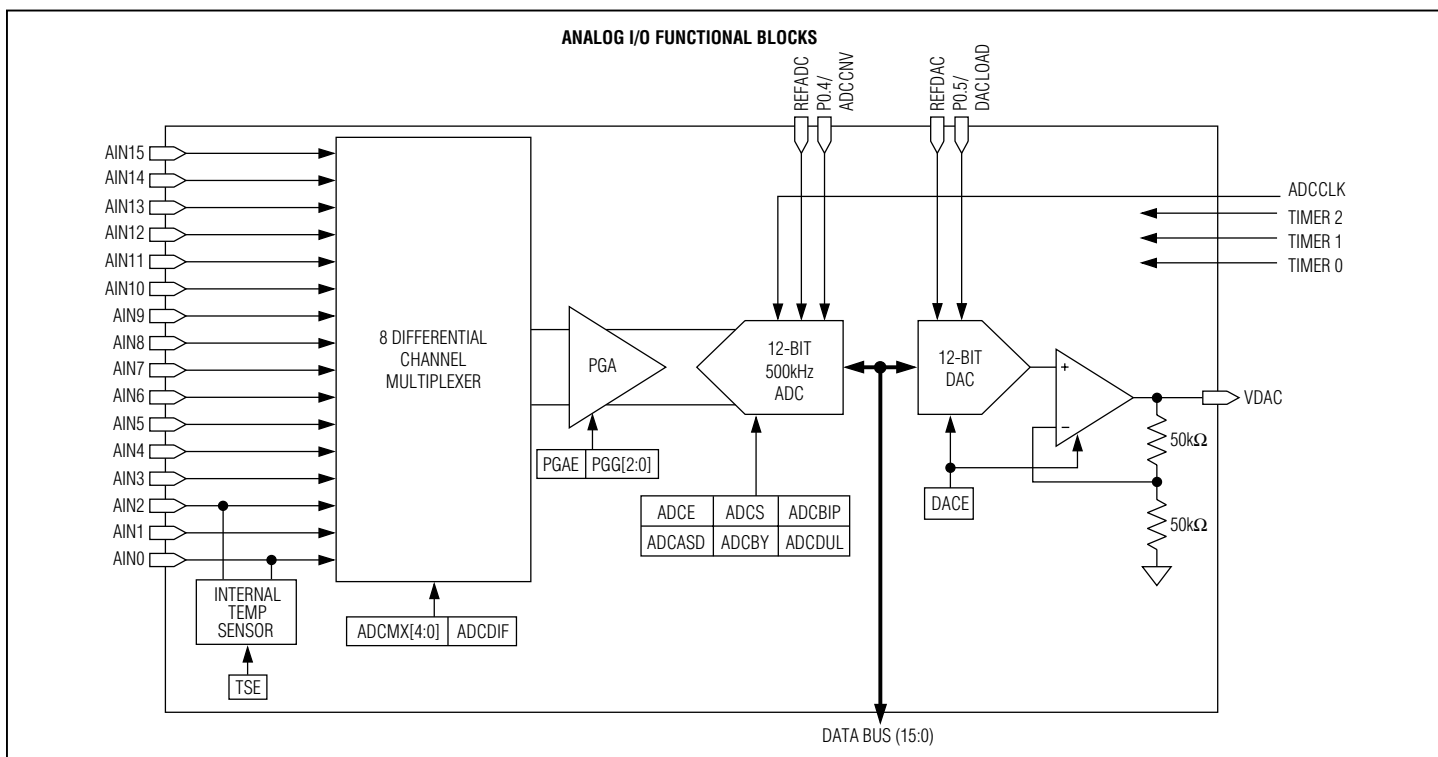 ANALOG I/O FUNCTIONAL BLOCKS
REFADC
P0.4/
ADCCNV
REFDAC
P0.5/
DACLOAD
AIN15
AIN14
AIN13
AIN12
AIN11
AIN10
AIN9
AIN8
AIN7
AIN6
AIN5
AIN4
AIN3
AIN2
AIN1
AIN0
8 DIFFERENTIAL
CHANNEL
MULTIPLEXER
PGA
12-BIT
500kHz
ADC
12-BIT
DAC
+
−
ADCCLK
TIMER 2
TIMER 1
TIMER 0
VDAC
50kΩ
50kΩ
PGAE PGG[2:0]
ADCE ADCS ADCBIP
ADCASD ADCBY ADCDUL
DACE
INTERNAL
TEMP
SENSOR
TSE
ADCMX[4:0] ADCDIF
DATA BUS (15:0)